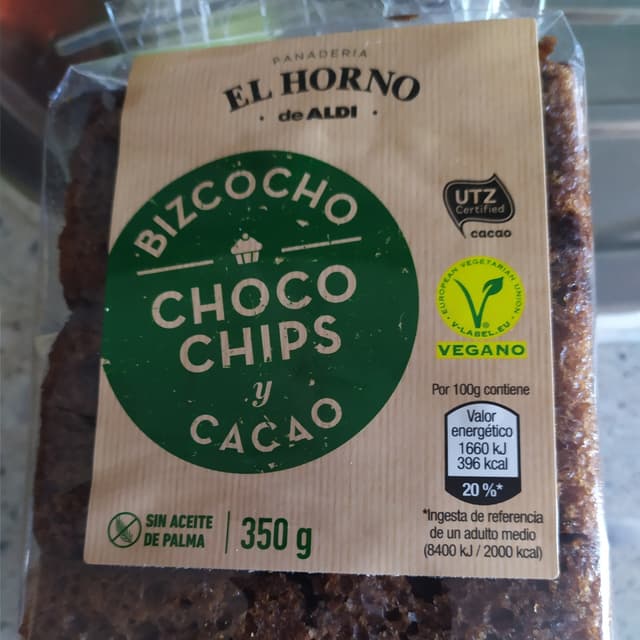 PANADERIA
EL HORNO
· de ALDI ·
BIZCOCHO
CHOCO
CHIPS
y
CACAO
UTZ
Certified
cacao
EUROPEAN VEGETARIAN UNION
V-LABEL.EU
VEGANO
Por 100g contiene
Valor
energético
1660 kJ
396 kcal
20 %*
*Ingesta de referencia
de un adulto medio
(8400 kJ / 2000 kcal)
SIN ACEITE
DE PALMA
350 g